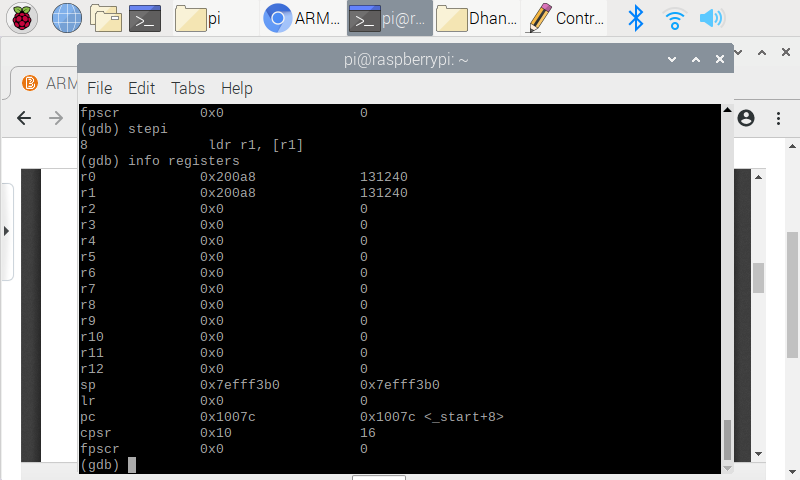 pi
ARM...
pi@r...
Dhan...
Contr...
pi@raspberrypi: ~
ARM
File Edit Tabs Help
fpscr 0x0 0
(gdb) stepi
8 ldr r1, [r1]
(gdb) info registers
r0 0x200a8 131240
r1 0x200a8 131240
r2 0x0 0
r3 0x0 0
r4 0x0 0
r5 0x0 0
r6 0x0 0
r7 0x0 0
r8 0x0 0
r9 0x0 0
r10 0x0 0
r11 0x0 0
r12 0x0 0
sp 0x7efff3b0 0x7efff3b0
lr 0x0 0
pc 0x1007c 0x1007c <_start+8>
cpsr 0x10 16
fpscr 0x0 0
(gdb)